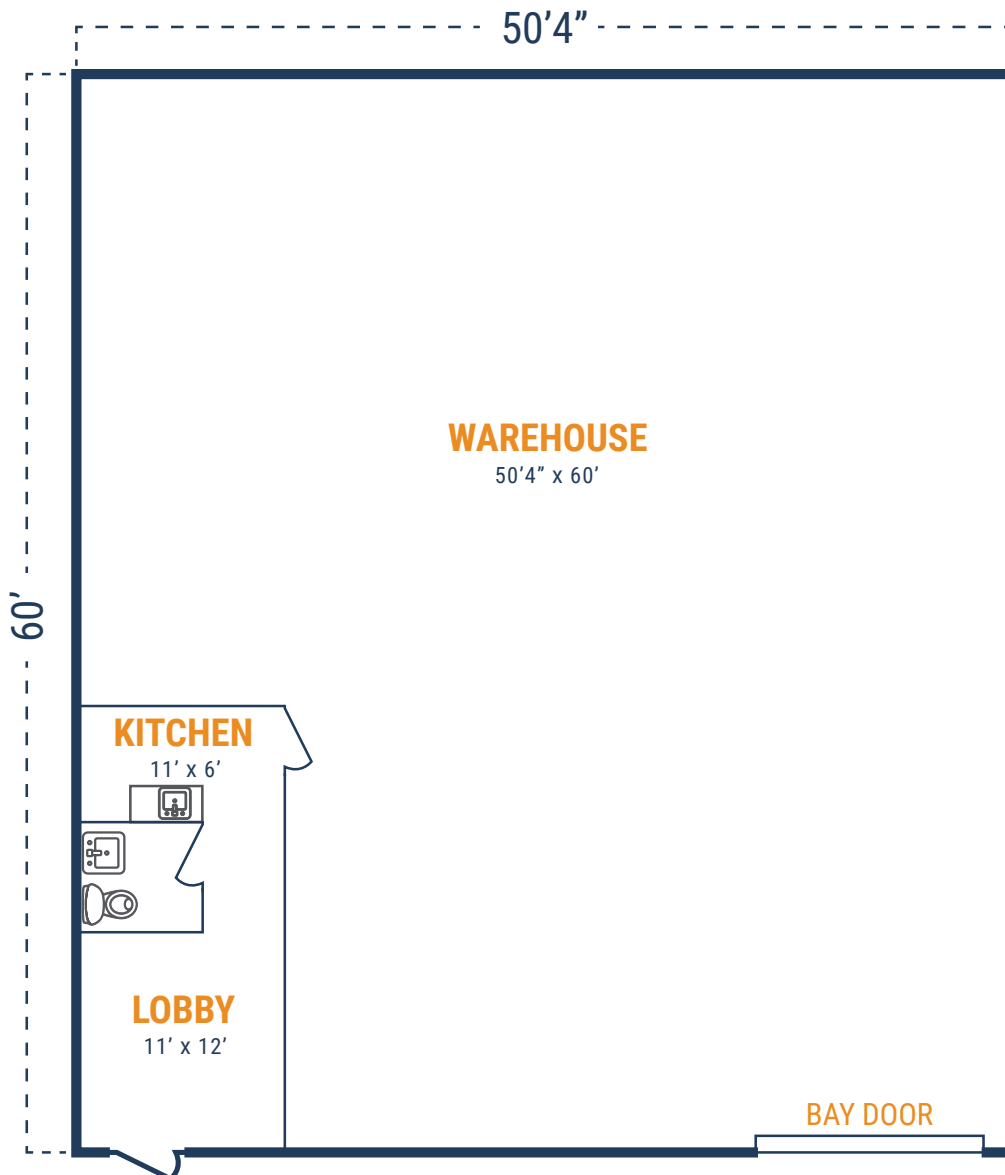 50’4”
WAREHOUSE
50’4” x 60’
60’
KITCHEN
11’ x 6’
LOBBY
11’ x 12’
BAY DOOR